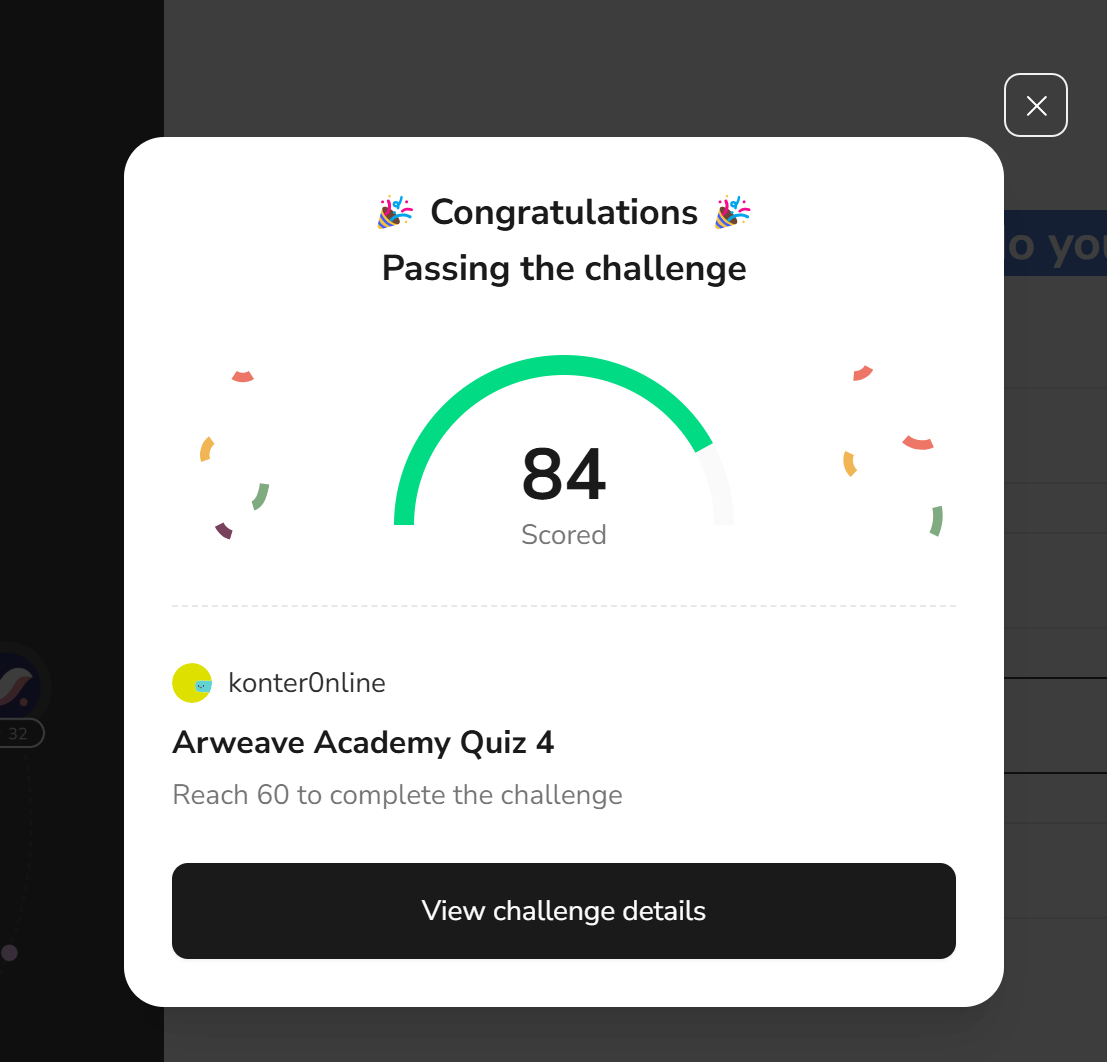 🎉 Congratulations 🎉
Passing the challenge
o you
84
Scored
konter0nline
32
Arweave Academy Quiz 4
Reach 60 to complete the challenge
View challenge details